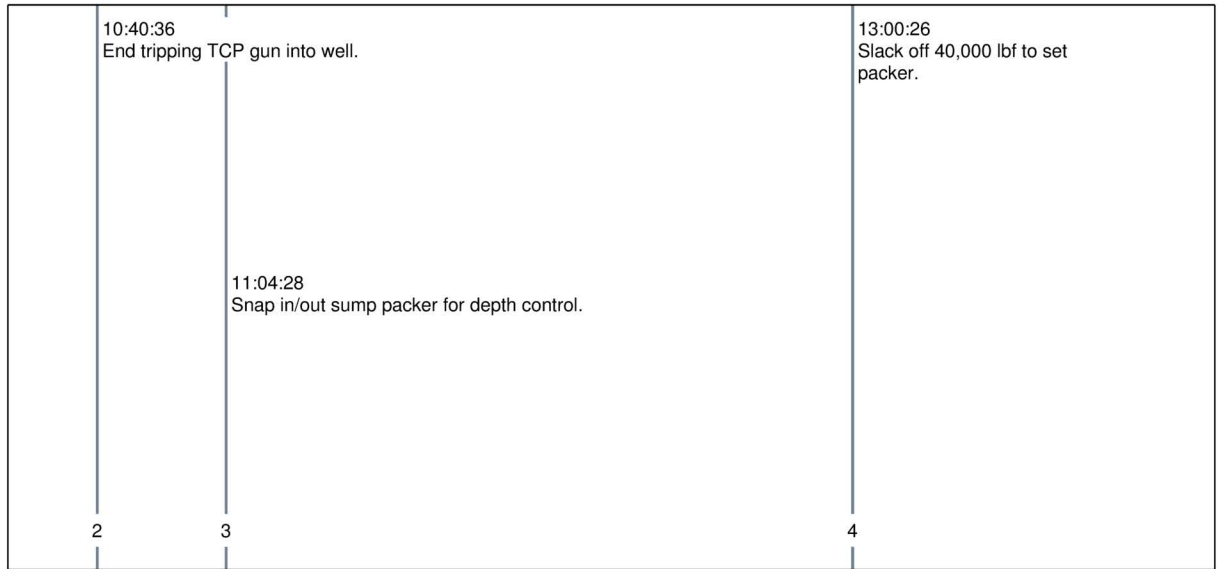 10:40:36
End tripping TCP gun into well.
13:00:26
Slack off 40,000 lbf to set
packer.
11:04:28
Snap in/out sump packer for depth control.
2
3
4